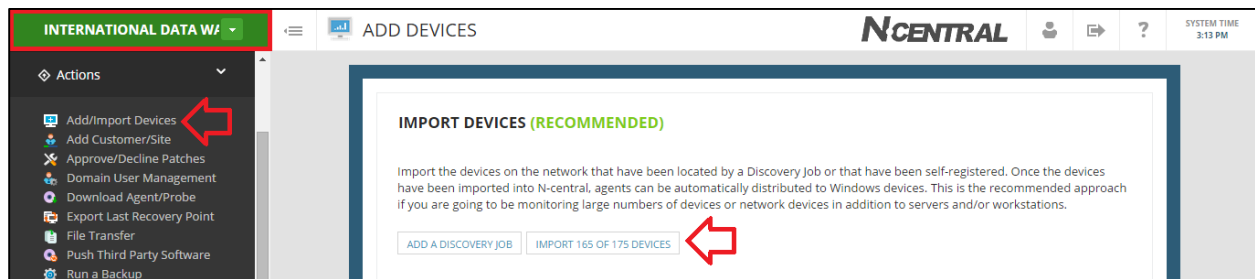 INTERNATIONAL DATA WA
ADD DEVICES
NCENTRAL
?
SYSTEM TIME
3:13 PM
Actions
Add/Import Devices
Add Customer/Site
Approve/Decline Patches
Domain User Management
Download Agent/Probe
Export Last Recovery Point
File Transfer
Push Third Party Software
Run a Backup
IMPORT DEVICES (RECOMMENDED)
Import the devices on the network that have been located by a Discovery Job or that have been self-registered. Once the devices
have been imported into N-central, agents can be automatically distributed to Windows devices. This is the recommended approach
if you are going to be monitoring large numbers of devices or network devices in addition to servers and/or workstations.
ADD A DISCOVERY JOB
IMPORT 165 OF 175 DEVICES